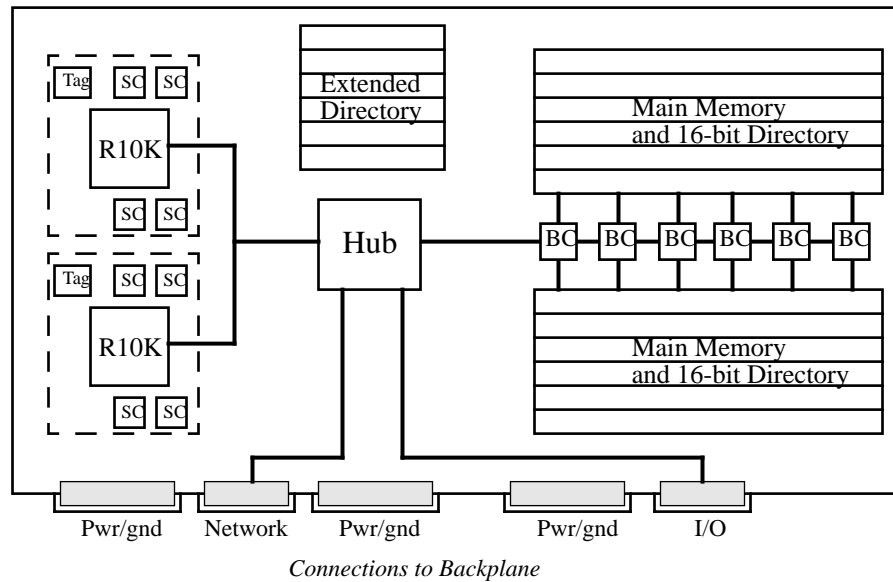 Tag SC SC
R10K
SC SC
Tag SC SC
R10K
SC SC
Extended
Directory
Hub
Main Memory
and 16-bit Directory
BC BC BC BC BC BC
Main Memory
and 16-bit Directory
Pwr/gnd Network Pwr/gnd Pwr/gnd I/O
Connections to Backplane